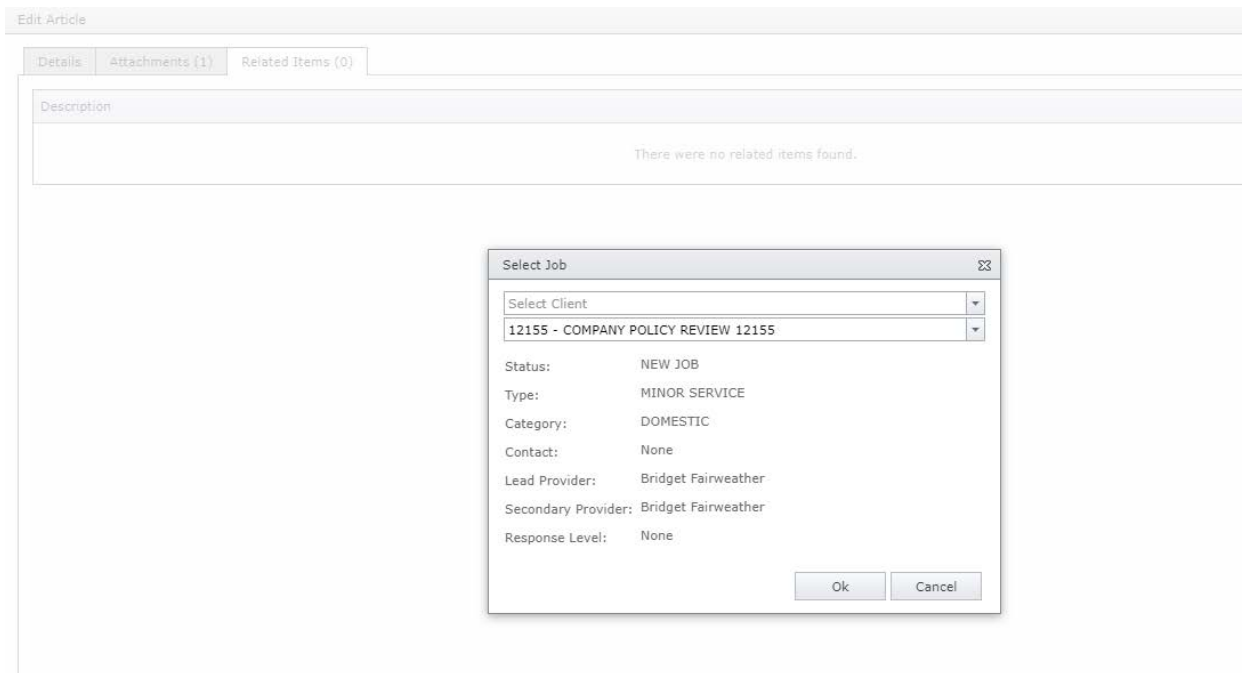 Edit Article
Details Attachments (1) Related Items (0)
Description
There were no related items found.
Select Job
Select Client
12155 - COMPANY POLICY REVIEW 12155
Status: NEW JOB
Type: MINOR SERVICE
Category: DOMESTIC
Contact: None
Lead Provider: Bridget Fairweather
Secondary Provider: Bridget Fairweather
Response Level: None
Ok Cancel